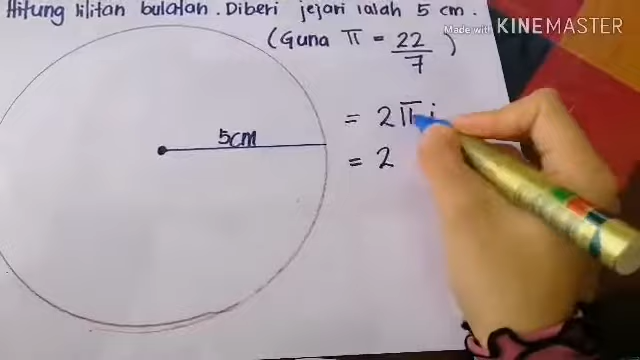 Hitung lilitan bulatan. Diberi jejari ialah 5 cm.
Made with KINEMASTER
(Guna π = 22/7)
= 2πj
5cm
= 2